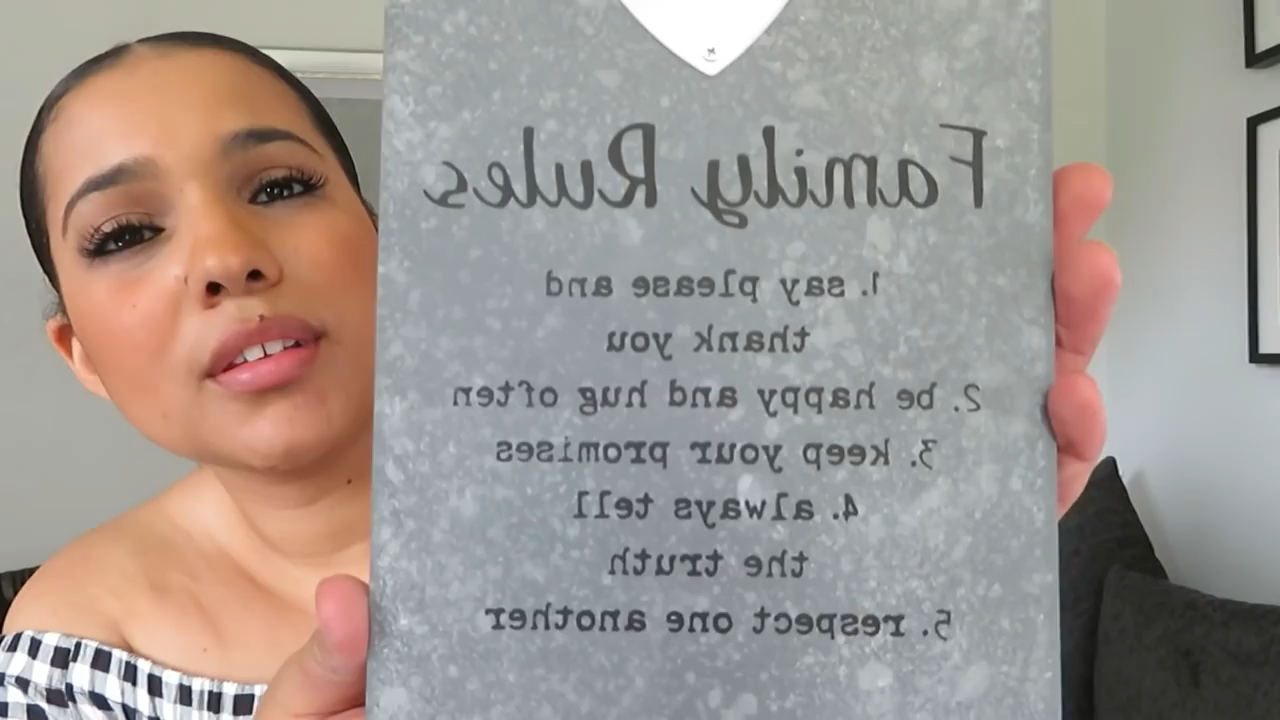 Family Rules
1. say please and
thank you
2. be happy and hug often
3. keep your promises
4. always tell
the truth
5. respect one another